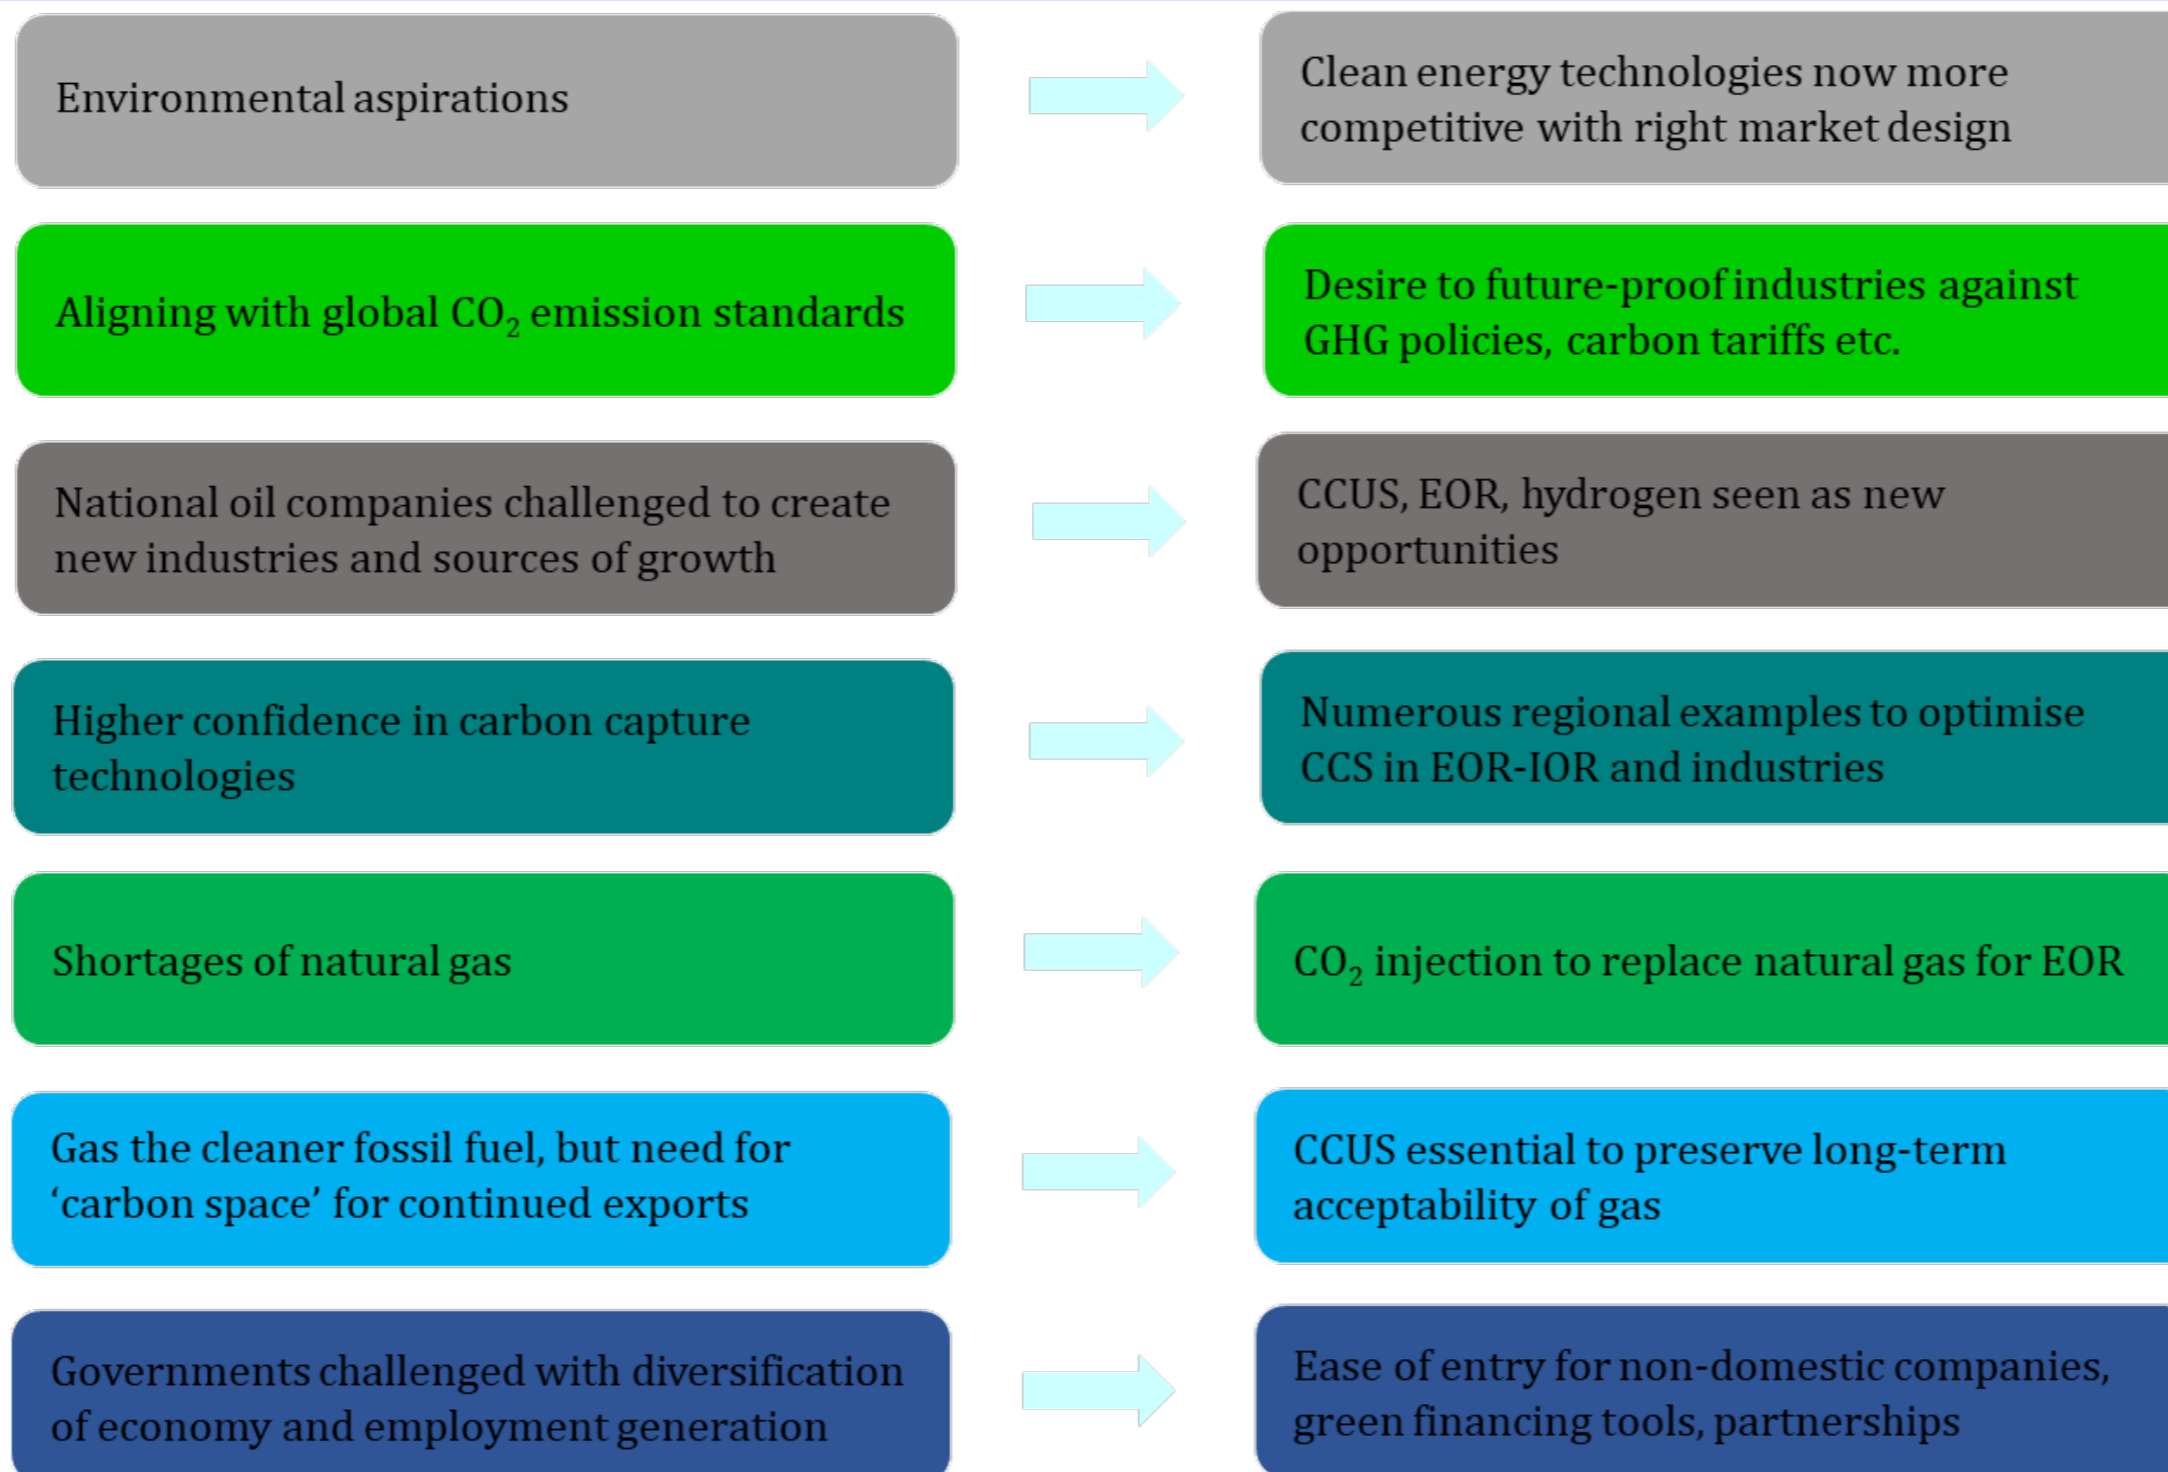 Environmental aspirations
Clean energy technologies now more
competitive with right market design
Aligning with global CO₂ emission standards
Desire to future-proof industries against
GHG policies, carbon tariffs etc.
National oil companies challenged to create
new industries and sources of growth
CCUS, EOR, hydrogen seen as new
opportunities
Higher confidence in carbon capture
technologies
Numerous regional examples to optimise
CCS in EOR-IOR and industries
Shortages of natural gas
CO₂ injection to replace natural gas for EOR
Gas the cleaner fossil fuel, but need for
‘carbon space’ for continued exports
CCUS essential to preserve long-term
acceptability of gas
Governments challenged with diversification
of economy and employment generation
Ease of entry for non-domestic companies,
green financing tools, partnerships